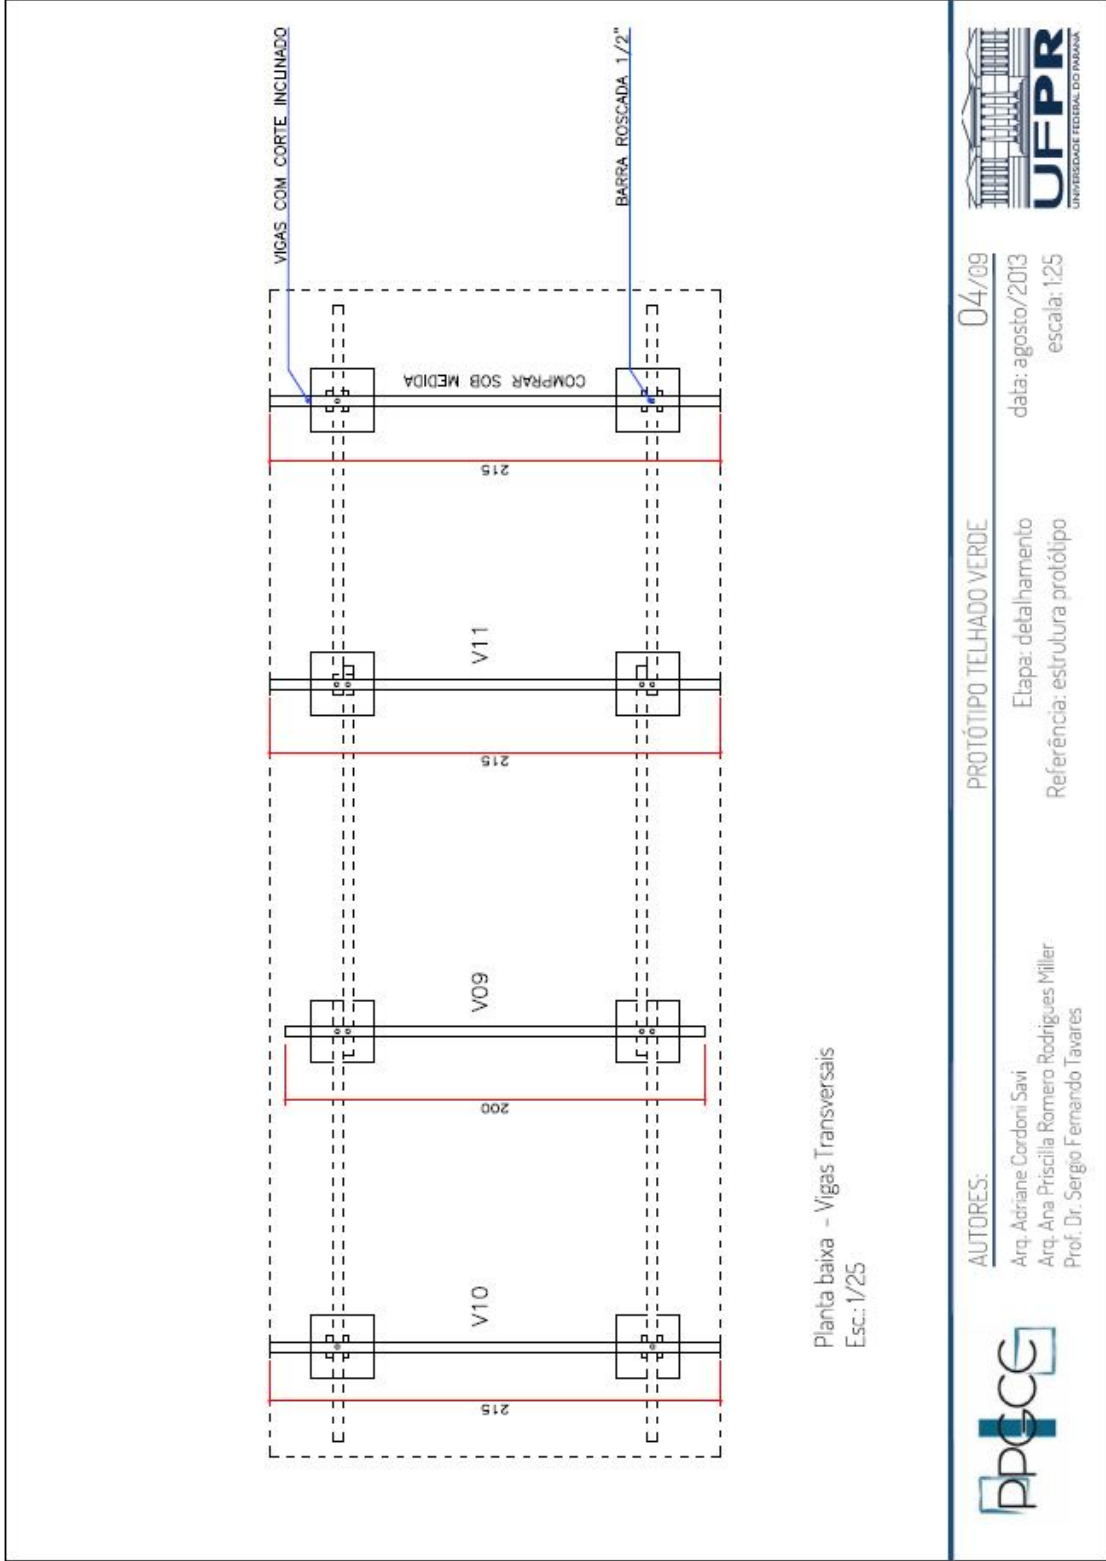 VIGAS COM CORTE INCLINADO
BARRA ROSCADA 1/2"
COMPRAR SOB MEDIDA
215
V11
215
V09
200
V10
215
Planta baixa - Vigas Transversais
Esc.: 1/25
PPGCC
AUTORES:
Arq. Adriane Cordoni Savi
Arq. Ana Priscilla Romero Rodrigues Miller
Prof. Dr. Sergio Fernando Tavares
PROTÓTIPO TELHADO VERDE
Etapa: detalhamento
Referência: estrutura protótipo
04/09
data: agosto/2013
escala: 1:25
UFPR
UNIVERSIDADE FEDERAL DO PARANÁ